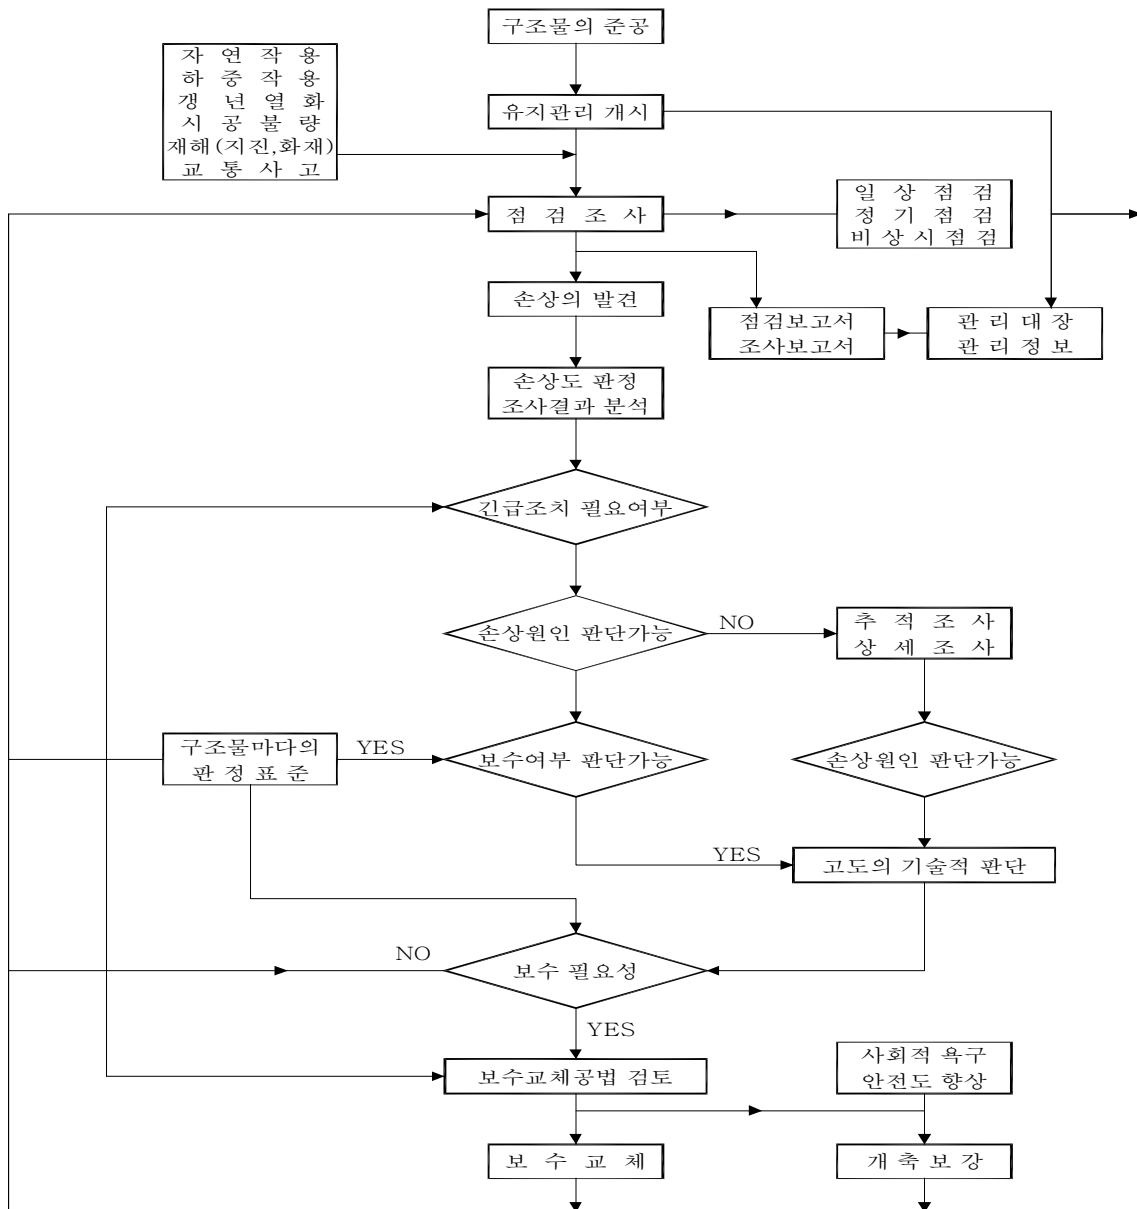 구조물의 준공
자 연 작 용
하 중 작 용
갱 년 열 화
시 공 불 량
재해(지진,화재)
교 통 사 고
유지관리 개시
점 검 조 사
일 상 점 검
정 기 점 검
비 상 시 점 검
손상의 발견
점검보고서
조사보고서
관 리 대 장
관 리 정 보
손상도 판정
조사결과 분석
긴급조치 필요여부
손상원인 판단가능
NO
추 적 조 사
상 세 조 사
구조물마다의
판 정 표 준
YES
보수여부 판단가능
손상원인 판단가능
YES
고도의 기술적 판단
NO
보수 필요성
YES
보수교체공법 검토
사회적 욕구
안전도 향상
보 수 교 체
개 축 보 강